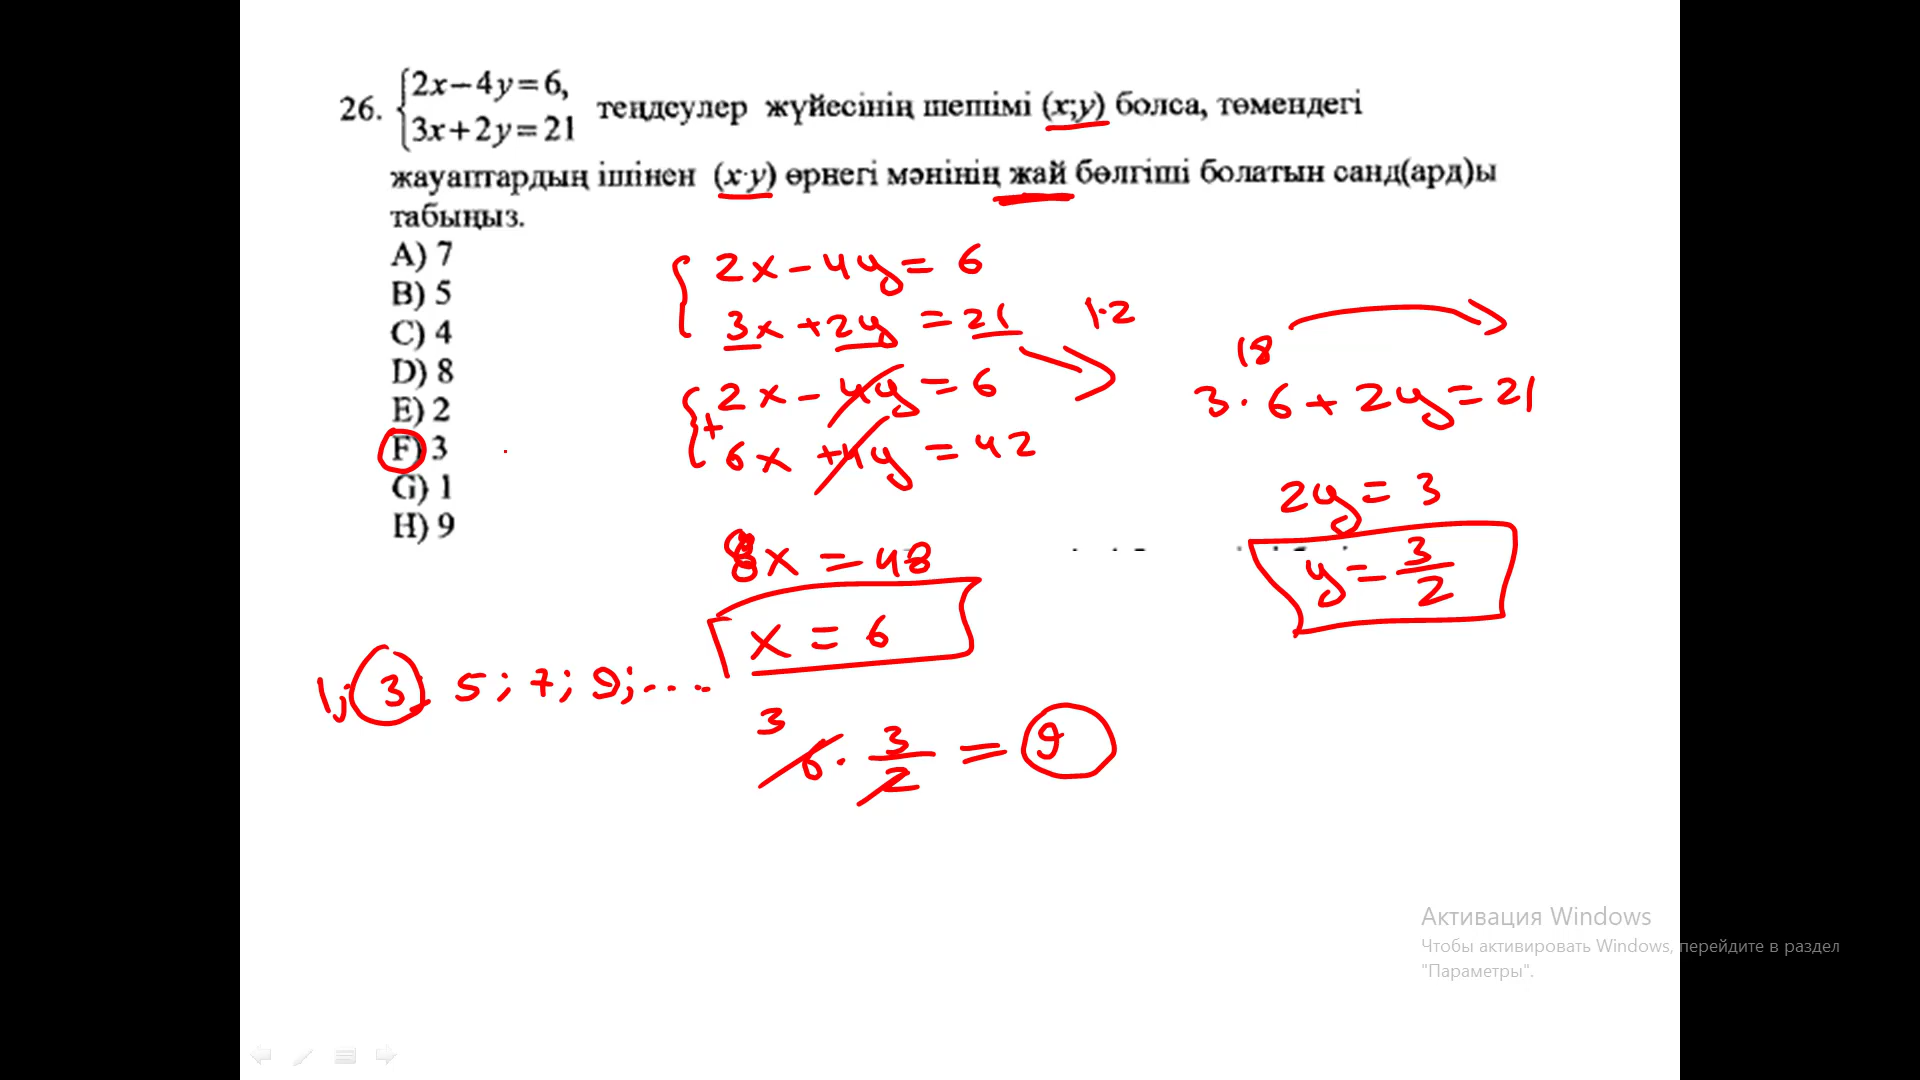 26. {2x−4y=6,
3x+2y=21 теңдеулер жүйесінің шешімі (x;y) болса, төмендегі
жауаптардың ішінен (x·y) өрнегі мәнінің жай бөлгіші болатын санд(ард)ы
табыңыз.
A) 7
B) 5
C) 4
D) 8
E) 2
F) 3
G) 1
H) 9
{2x − 4y = 6
3x + 2y = 21 |·2
{2x − 4y = 6
+
6x + 4y = 42
8x = 48
x = 6
18
3 · 6 + 2y = 21
2y = 3
y = 3/2
1; 3 5; 7; 9; ....
3
6 · 3/2 = 9
Активация Windows
Чтобы активировать Windows, перейдите в раздел
"Параметры".